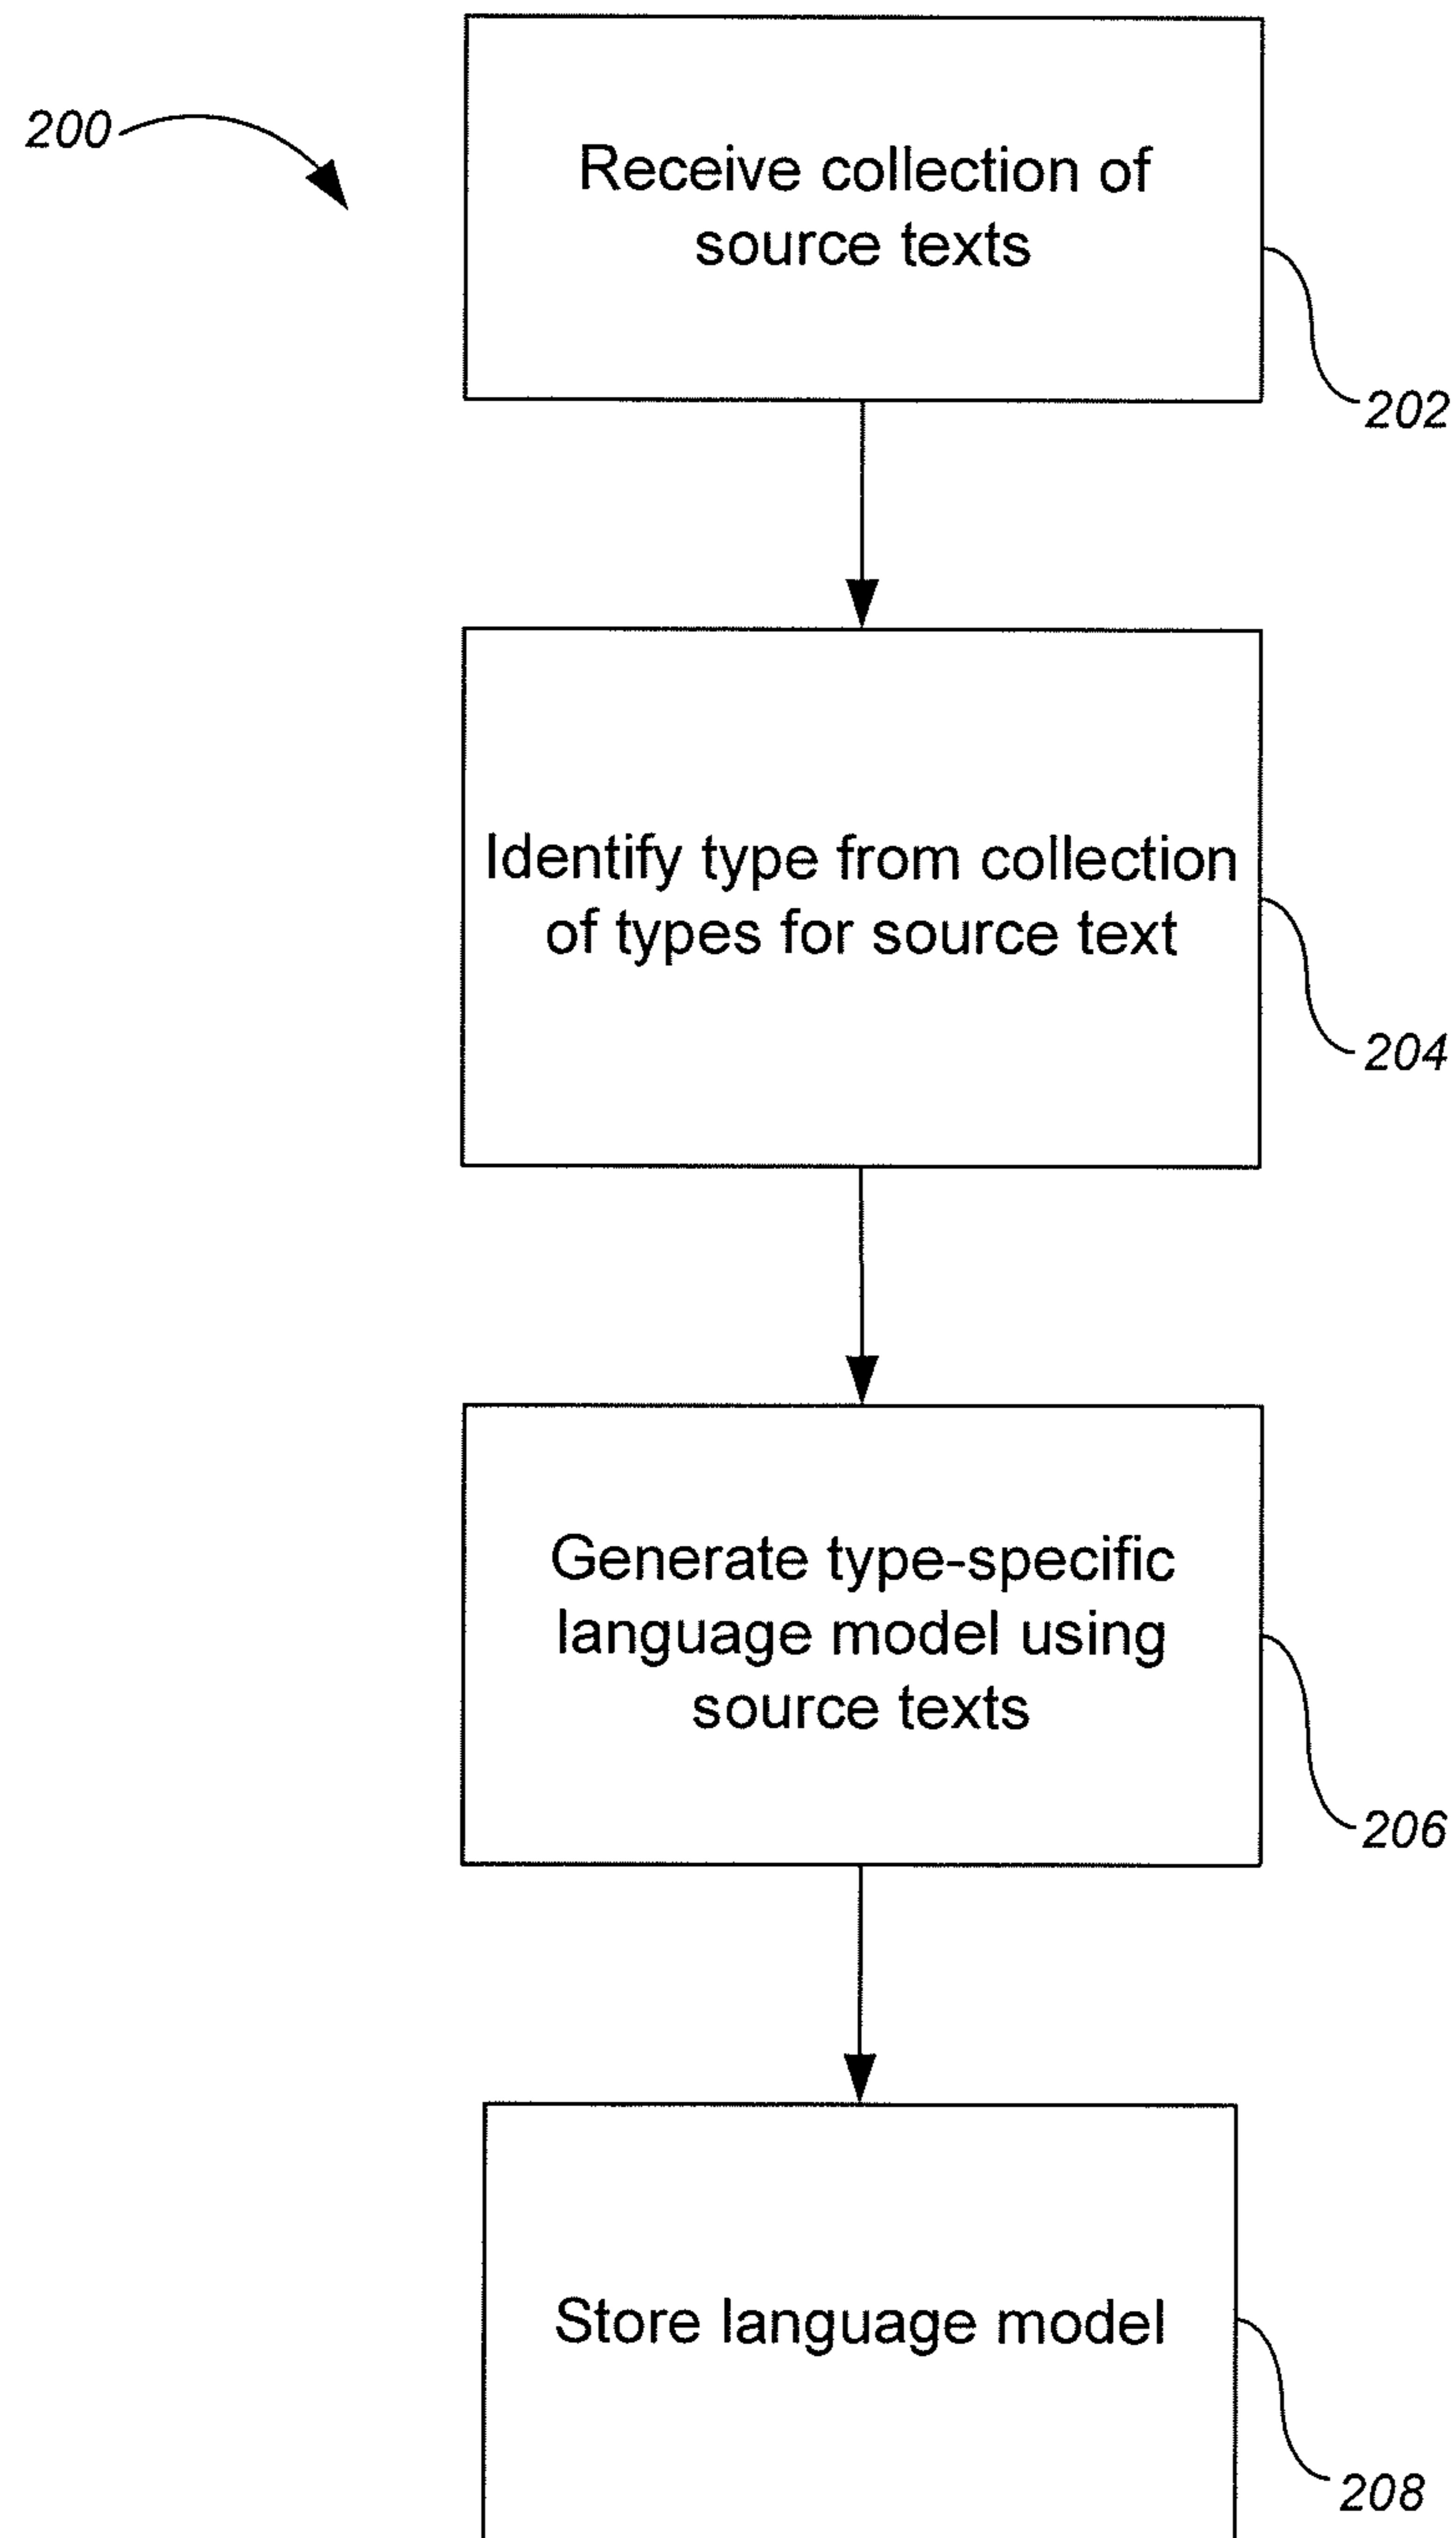 200
Receive collection of
source texts
202
Identify type from collection
of types for source text
204
Generate type-specific
language model using
source texts
206
Store language model
208